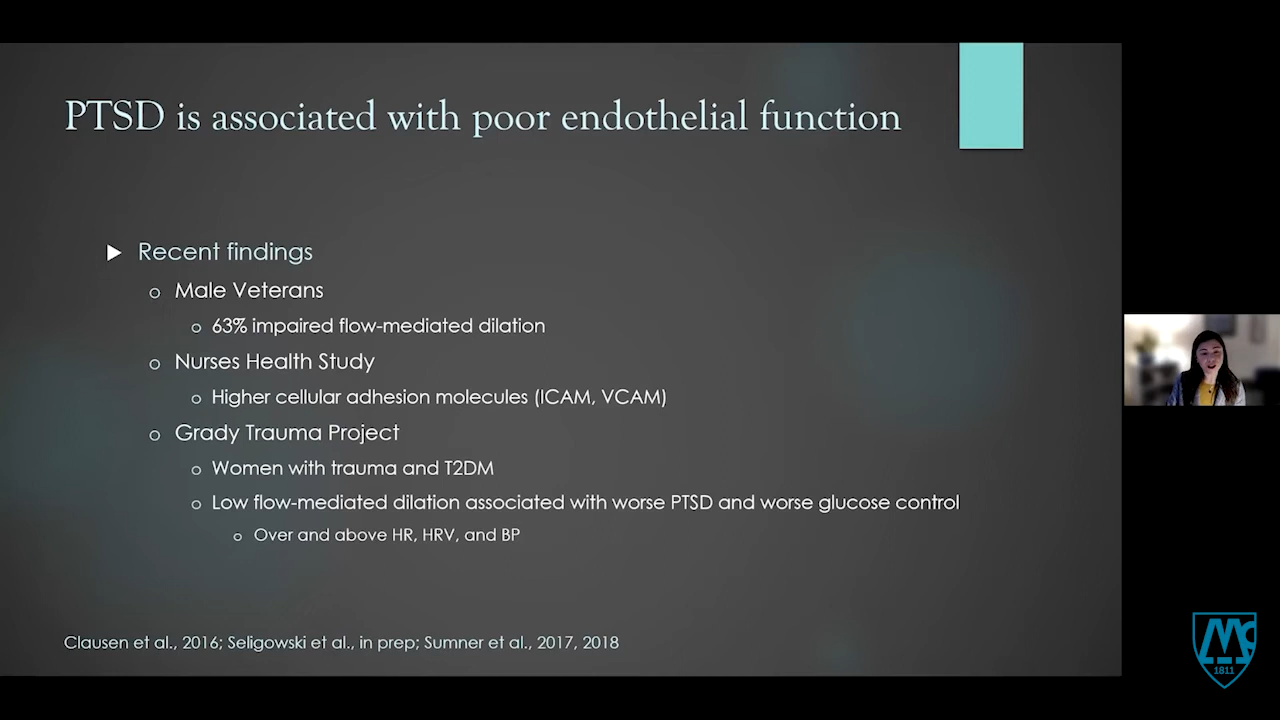 PTSD is associated with poor endothelial function
Recent findings
Male Veterans
63% impaired flow-mediated dilation
Nurses Health Study
Higher cellular adhesion molecules (ICAM, VCAM)
Grady Trauma Project
Women with trauma and T2DM
Low flow-mediated dilation associated with worse PTSD and worse glucose control
Over and above HR, HRV, and BP
Clausen et al., 2016; Seligowski et al., in prep; Sumner et al., 2017, 2018
Mc
1811